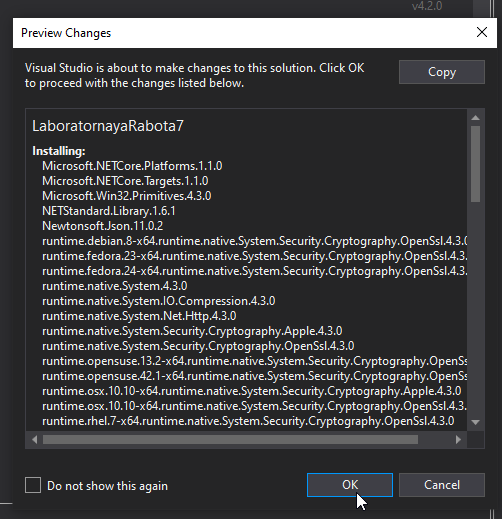 v4.2.0
Preview Changes
Visual Studio is about to make changes to this solution. Click OK
to proceed with the changes listed below.
Copy
LaboratornayaRabota7
Installing:
Microsoft.NETCore.Platforms.1.1.0
Microsoft.NETCore.Targets.1.1.0
Microsoft.Win32.Primitives.4.3.0
NETStandard.Library.1.6.1
Newtonsoft.Json.11.0.2
runtime.debian.8-x64.runtime.native.System.Security.Cryptography.OpenSsl.4.3.0
runtime.fedora.23-x64.runtime.native.System.Security.Cryptography.OpenSsl.4.3.
runtime.fedora.24-x64.runtime.native.System.Security.Cryptography.OpenSsl.4.3.
runtime.native.System.4.3.0
runtime.native.System.IO.Compression.4.3.0
runtime.native.System.Net.Http.4.3.0
runtime.native.System.Security.Cryptography.Apple.4.3.0
runtime.native.System.Security.Cryptography.OpenSsl.4.3.0
runtime.opensuse.13.2-x64.runtime.native.System.Security.Cryptography.OpenSs
runtime.opensuse.42.1-x64.runtime.native.System.Security.Cryptography.OpenSs
runtime.osx.10.10-x64.runtime.native.System.Security.Cryptography.Apple.4.3.0
runtime.osx.10.10-x64.runtime.native.System.Security.Cryptography.OpenSsl.4.3.
runtime.rhel.7-x64.runtime.native.System.Security.Cryptography.OpenSsl.4.3.0
Do not show this again
OK
Cancel